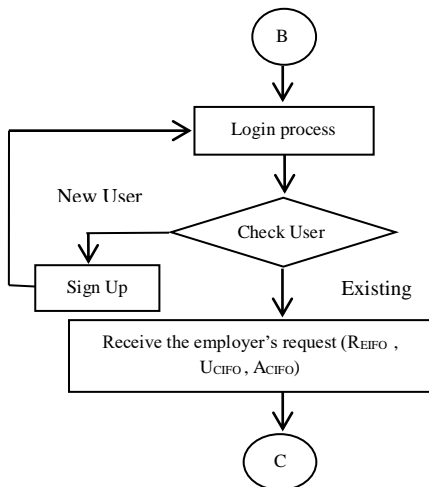 B
Login process
New User
Check User
Sign Up
Existing
Receive the employer’s request (REIFO ,
UCIFO , ACIFO)
C